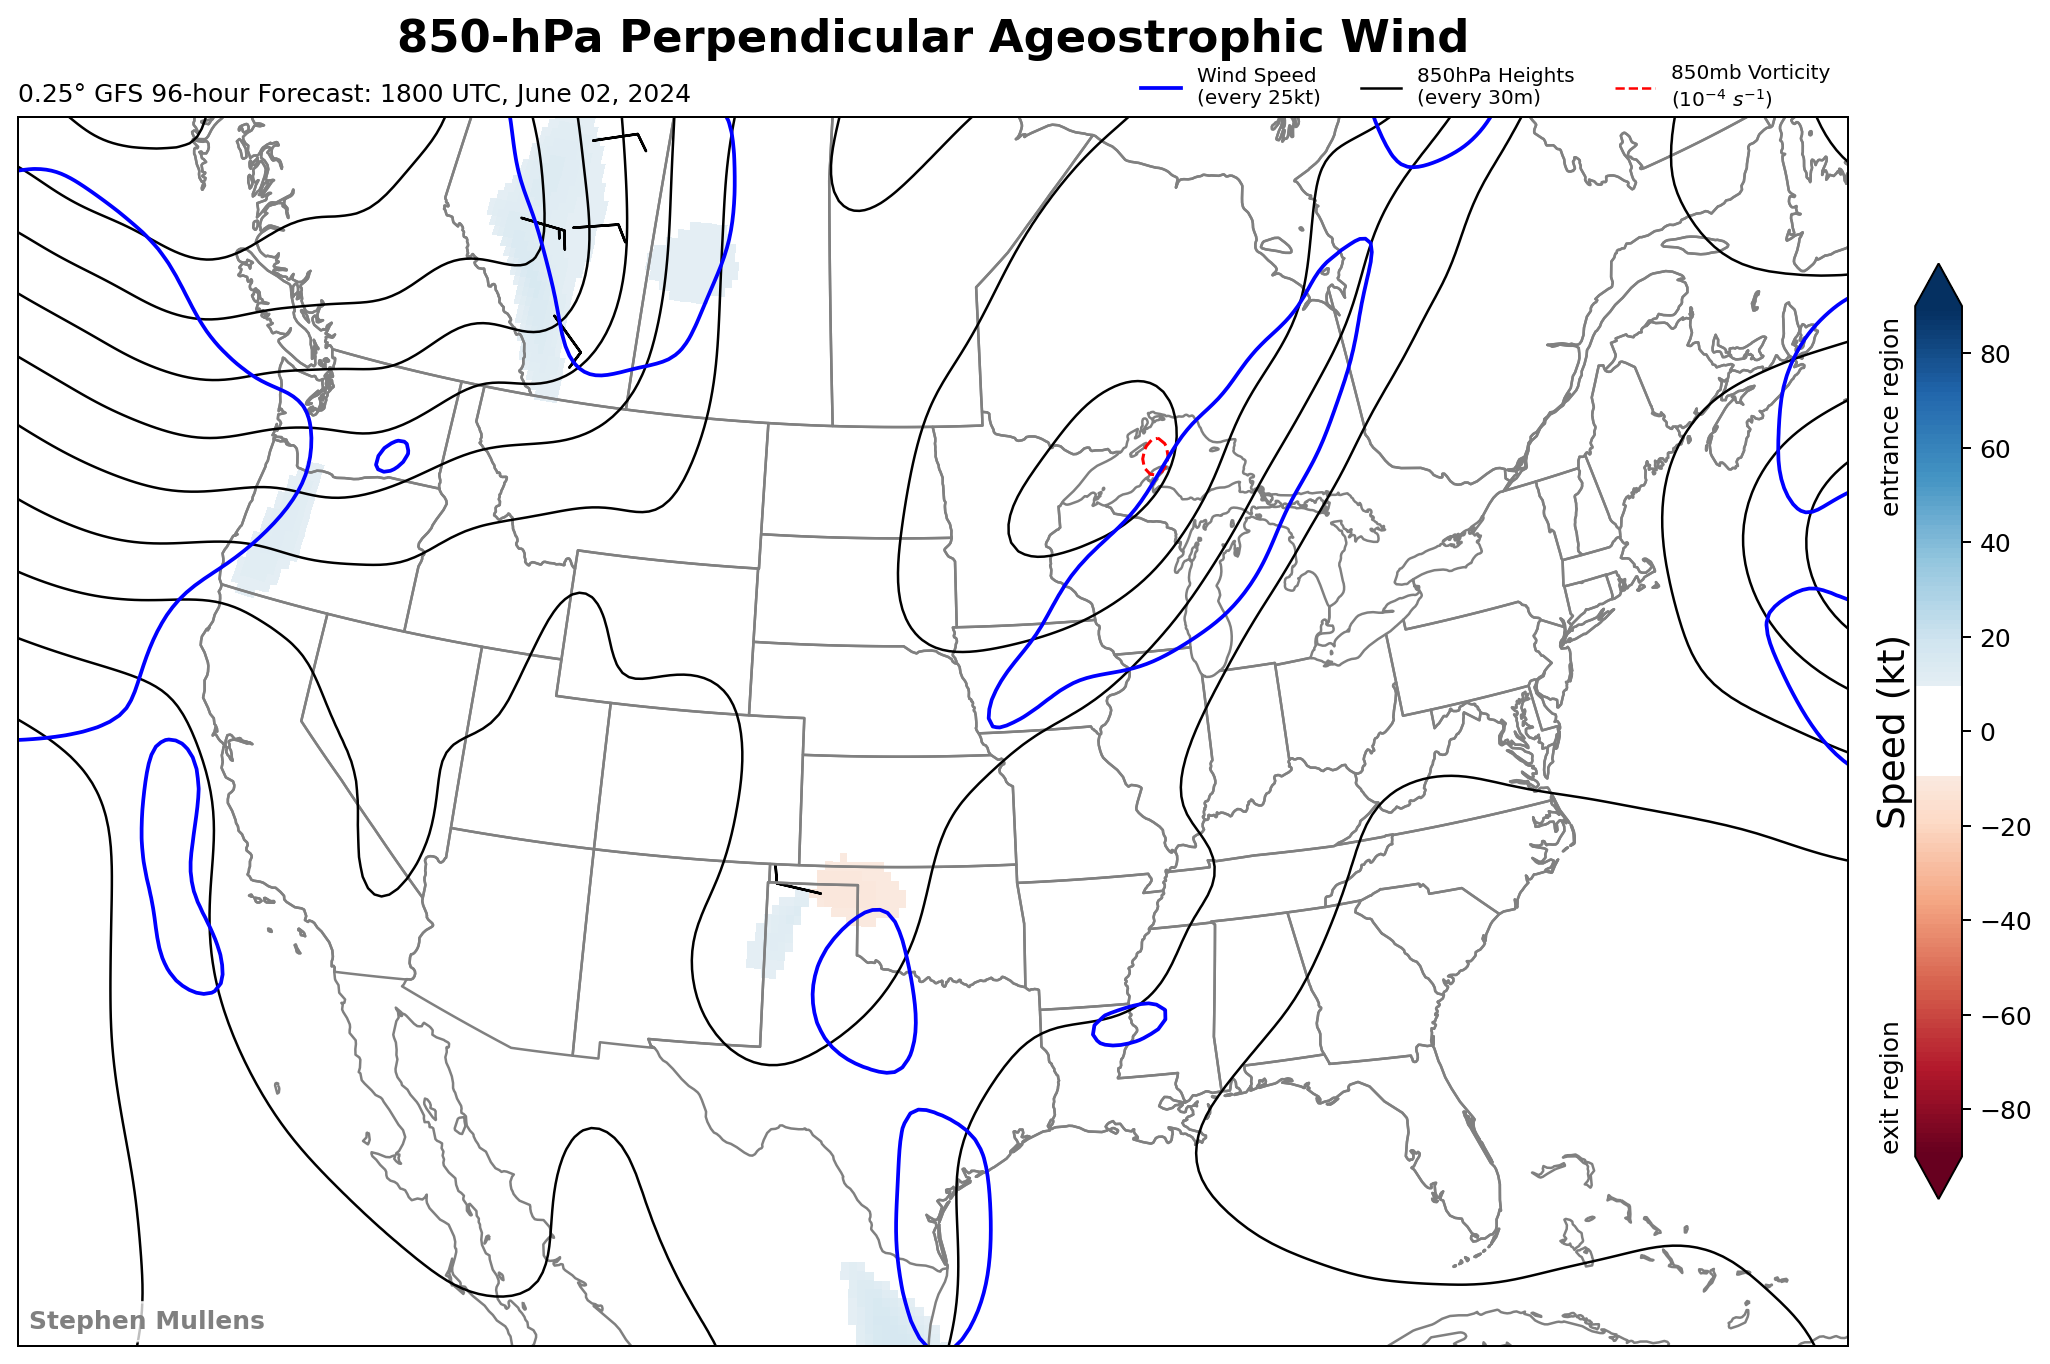 850-hPa Perpendicular Ageostrophic Wind
0.25° GFS 96-hour Forecast: 1800 UTC, June 02, 2024
Wind Speed
(every 25kt)
850hPa Heights
(every 30m)
850mb Vorticity
(10⁻⁴ s⁻¹)
entrance region
Speed (kt)
exit region
80
60
40
20
0
−20
−40
−60
−80
Stephen Mullens